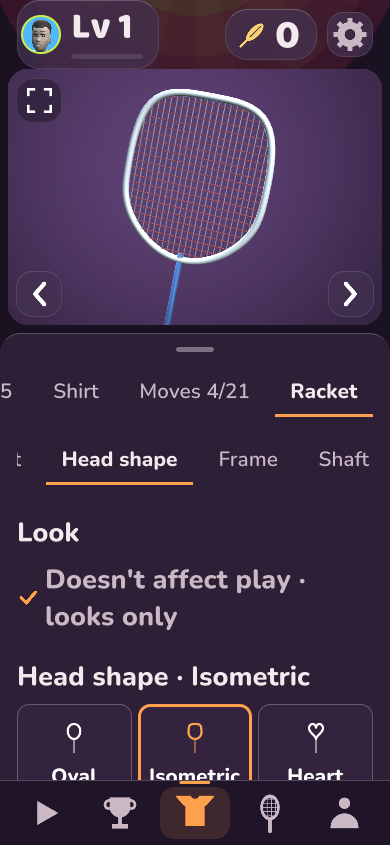 Lv 1
0
5
Shirt
Moves 4/21
Racket
t
Head shape
Frame
Shaft
Look
Doesn't affect play ·
looks only
Head shape · Isometric
Oval
Isometric
Heart